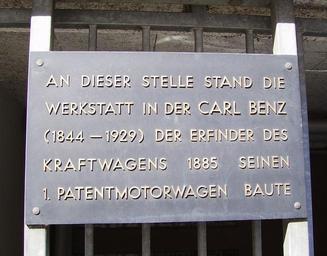 AN DIESER STELLE STAND DIE
WERKSTATT IN DER CARL BENZ
(1844 – 1929) DER ERFINDER DES
KRAFTWAGENS 1885 SEINEN
1. PATENTMOTORWAGEN BAUTE